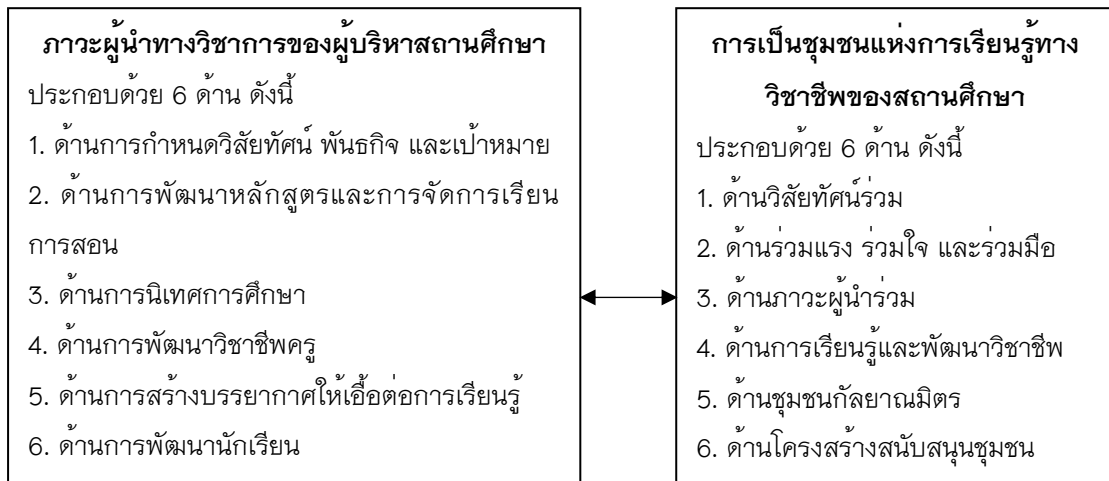 ภาวะผู้นำทางวิชาการของผู้บริหาสถานศึกษา
ประกอบด้วย 6 ด้าน ดังนี้
1. ด้านการกำหนดวิสัยทัศน์ พันธกิจ และเป้าหมาย
2. ด้านการพัฒนาหลักสูตรและการจัดการเรียน
การสอน
3. ด้านการนิเทศการศึกษา
4. ด้านการพัฒนาวิชาชีพครู
5. ด้านการสร้างบรรยากาศให้เอื้อต่อการเรียนรู้
6. ด้านการพัฒนานักเรียน
การเป็นชุมชนแห่งการเรียนรู้ทาง
วิชาชีพของสถานศึกษา
ประกอบด้วย 6 ด้าน ดังนี้
1. ด้านวิสัยทัศน์ร่วม
2. ด้านร่วมแรง ร่วมใจ และร่วมมือ
3. ด้านภาวะผู้นำร่วม
4. ด้านการเรียนรู้และพัฒนาวิชาชีพ
5. ด้านชุมชนกัลยาณมิตร
6. ด้านโครงสร้างสนับสนุนชุมชน